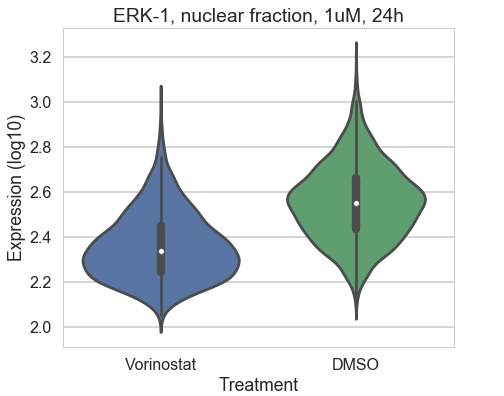 ERK-1, nuclear fraction, 1uM, 24h
Expression (log10)
3.2
3.0
2.8
2.6
2.4
2.2
2.0
Vorinostat
DMSO
Treatment